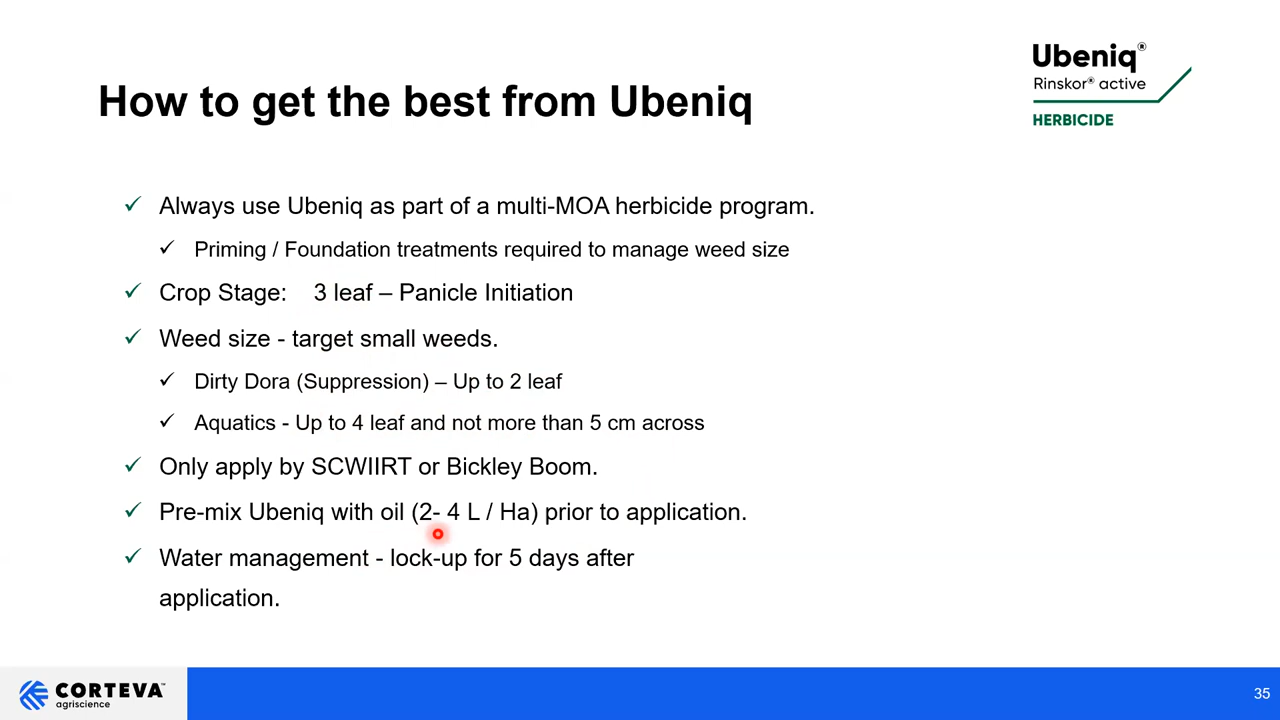 Ubeniq®
Rinskor® active
HERBICIDE
How to get the best from Ubeniq
✓ Always use Ubeniq as part of a multi-MOA herbicide program.
✓ Priming / Foundation treatments required to manage weed size
✓ Crop Stage: 3 leaf – Panicle Initiation
✓ Weed size - target small weeds.
✓ Dirty Dora (Suppression) – Up to 2 leaf
✓ Aquatics - Up to 4 leaf and not more than 5 cm across
✓ Only apply by SCWIIRT or Bickley Boom.
✓ Pre-mix Ubeniq with oil (2- 4 L / Ha) prior to application.
✓ Water management - lock-up for 5 days after
application.
CORTEVA™
agriscience
35